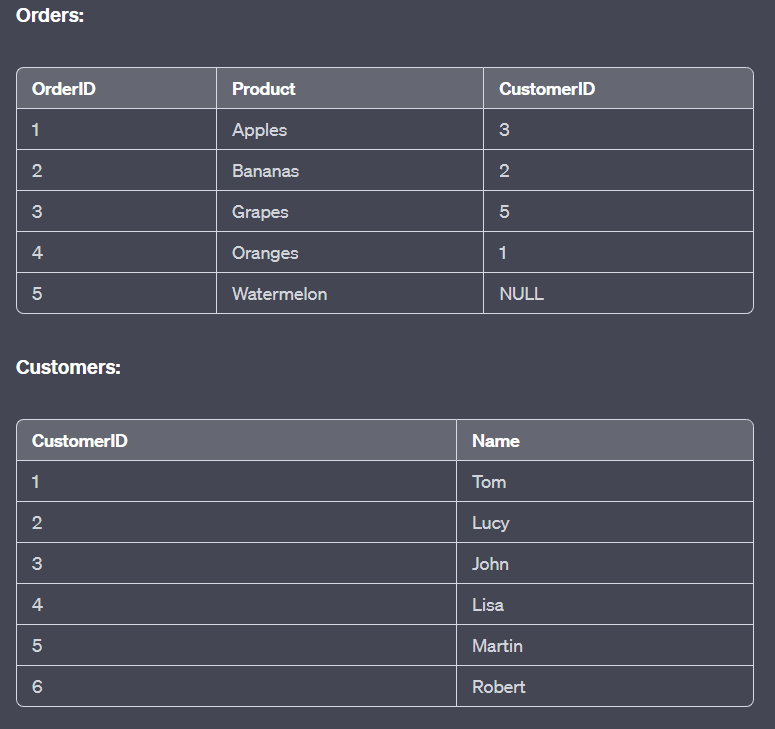 Orders:
OrderID Product CustomerID
1 Apples 3
2 Bananas 2
3 Grapes 5
4 Oranges 1
5 Watermelon NULL
Customers:
CustomerID Name
1 Tom
2 Lucy
3 John
4 Lisa
5 Martin
6 Robert